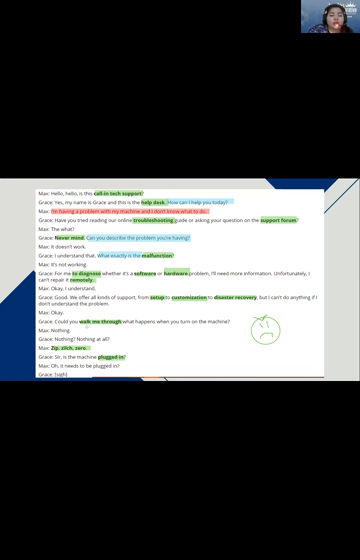 Max: Hello, hello, is this call-in tech support?
Grace: Yes, my name is Grace and this is the help desk. How can I help you today?
Max: I'm having a problem with my machine and I don't know what to do.
Grace: Have you tried reading our online troubleshooting guide or asking your question on the support forum?
Max: The what?
Grace: Never mind. Can you describe the problem you're having?
Max: It doesn't work.
Grace: I understand that. What exactly is the malfunction?
Max: It's not working.
Grace: For me to diagnose whether it's a software or hardware problem, I'll need more information. Unfortunately, I
can't repair it remotely.
Max: Okay, I understand.
Grace: Good. We offer all kinds of support, from setup to customization to disaster recovery, but I can't do anything if I
don't understand the problem.
Max: Okay.
Grace: Could you walk me through what happens when you turn on the machine?
Max: Nothing.
Grace: Nothing? Nothing at all?
Max: Zip, zilch, zero.
Grace: Sir, is the machine plugged in?
Max: Oh, it needs to be plugged in?
Grace: [sigh]